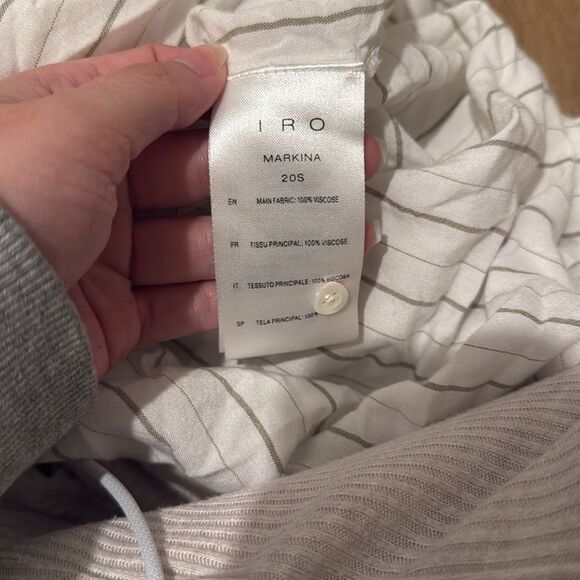 IRO
MARKINA
20S
EN MAIN FABRIC: 100% VISCOSE
FR TISSU PRINCIPAL: 100% VISCOSE
IT TESSUTO PRINCIPALE: 100% VISCOSA
SP TELA PRINCIPAL: 100%